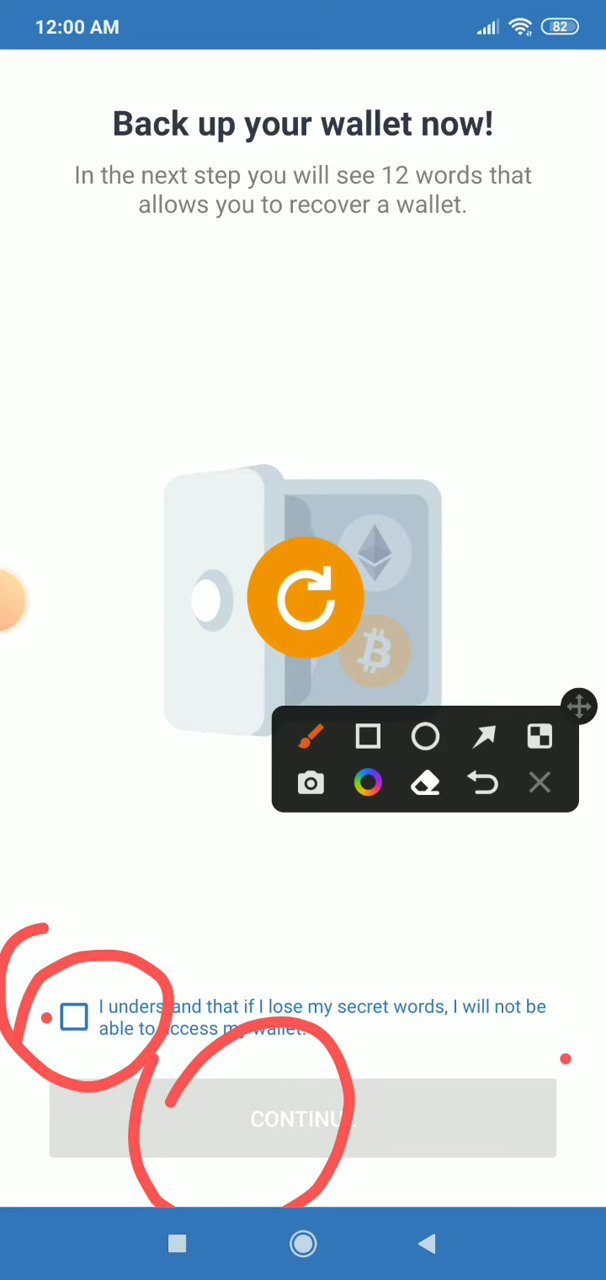 12:00 AM
82
Back up your wallet now!
In the next step you will see 12 words that
allows you to recover a wallet.
I understand that if I lose my secret words, I will not be
able to access my wallet.
CONTINUE